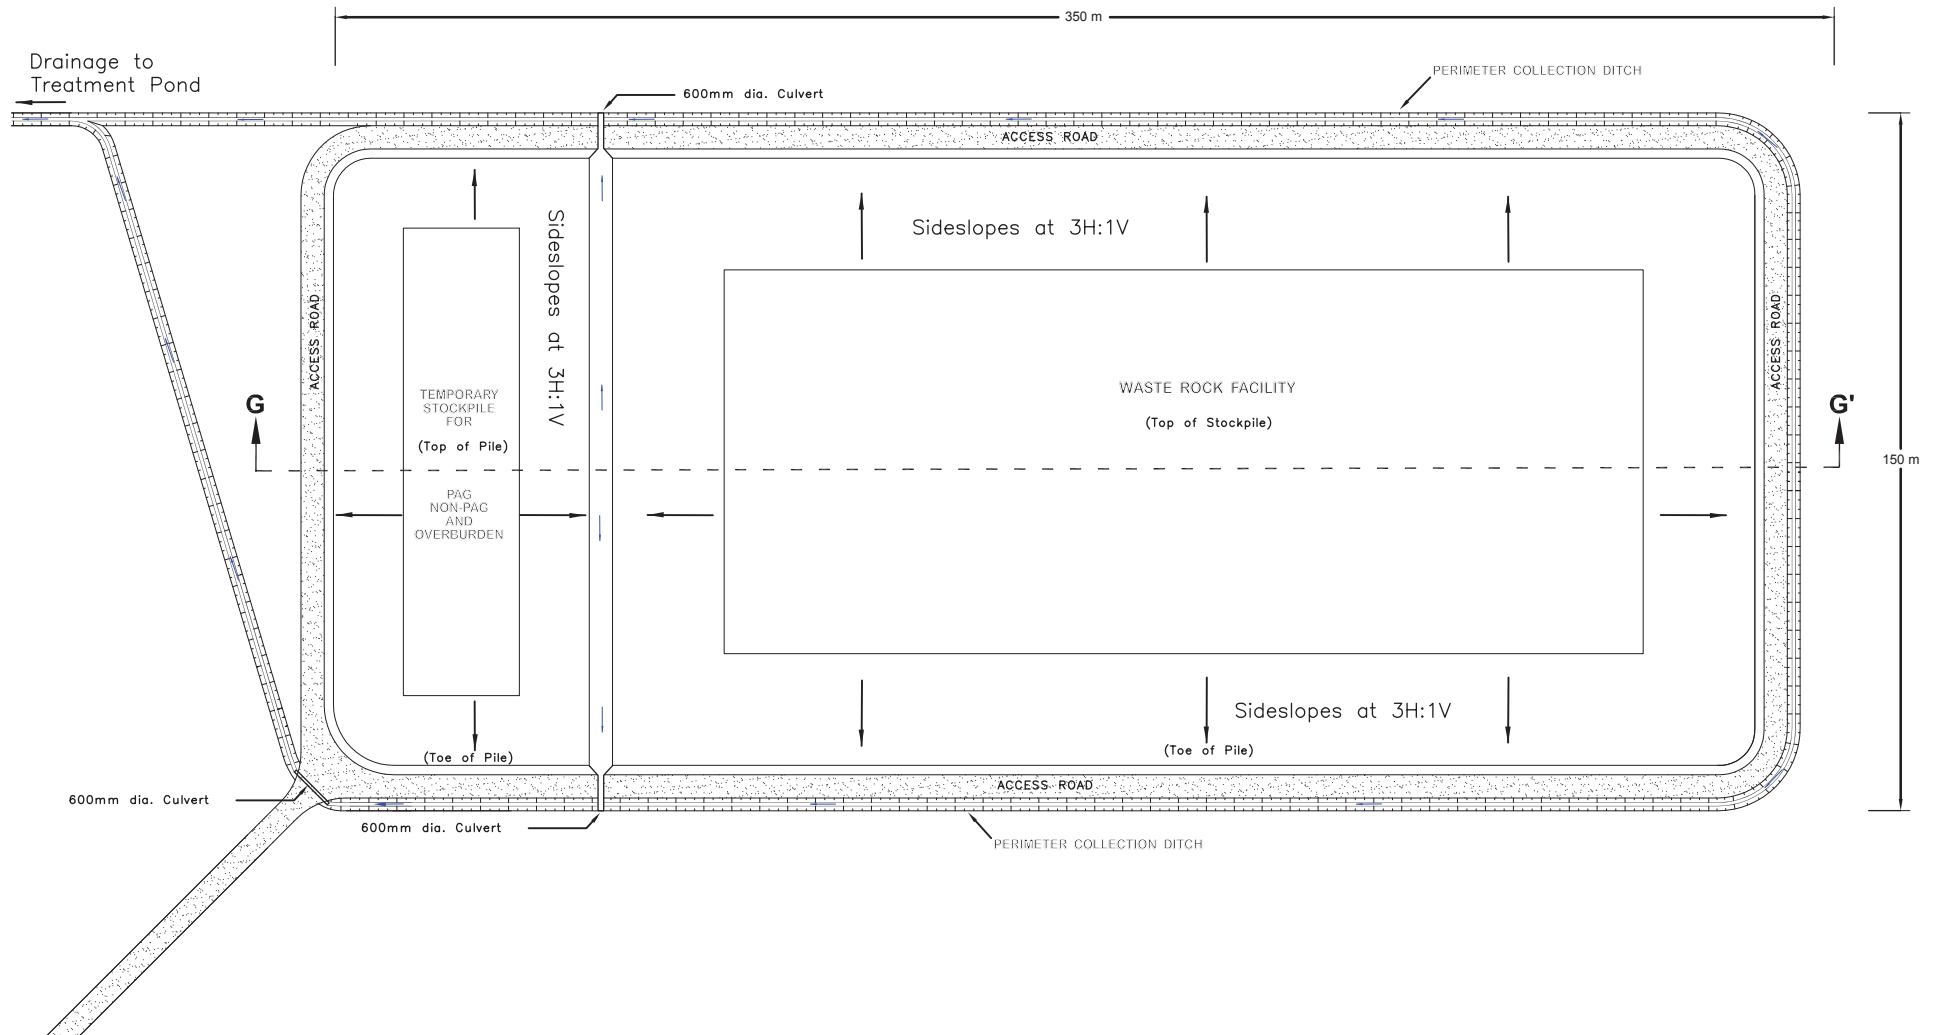 350 m
Drainage to
Treatment Pond
PERIMETER COLLECTION DITCH
600mm dia. Culvert
ACCESS ROAD
Sideslopes at 3H:1V
Sideslopes at 3H:1V
ACCESS ROAD
ACCESS ROAD
TEMPORARY
STOCKPILE
FOR
(Top of Pile)
PAG
NON-PAG
AND
OVERBURDEN
WASTE ROCK FACILITY
(Top of Stockpile)
G
G'
150 m
Sideslopes at 3H:1V
(Toe of Pile)
(Toe of Pile)
ACCESS ROAD
600mm dia. Culvert
600mm dia. Culvert
PERIMETER COLLECTION DITCH